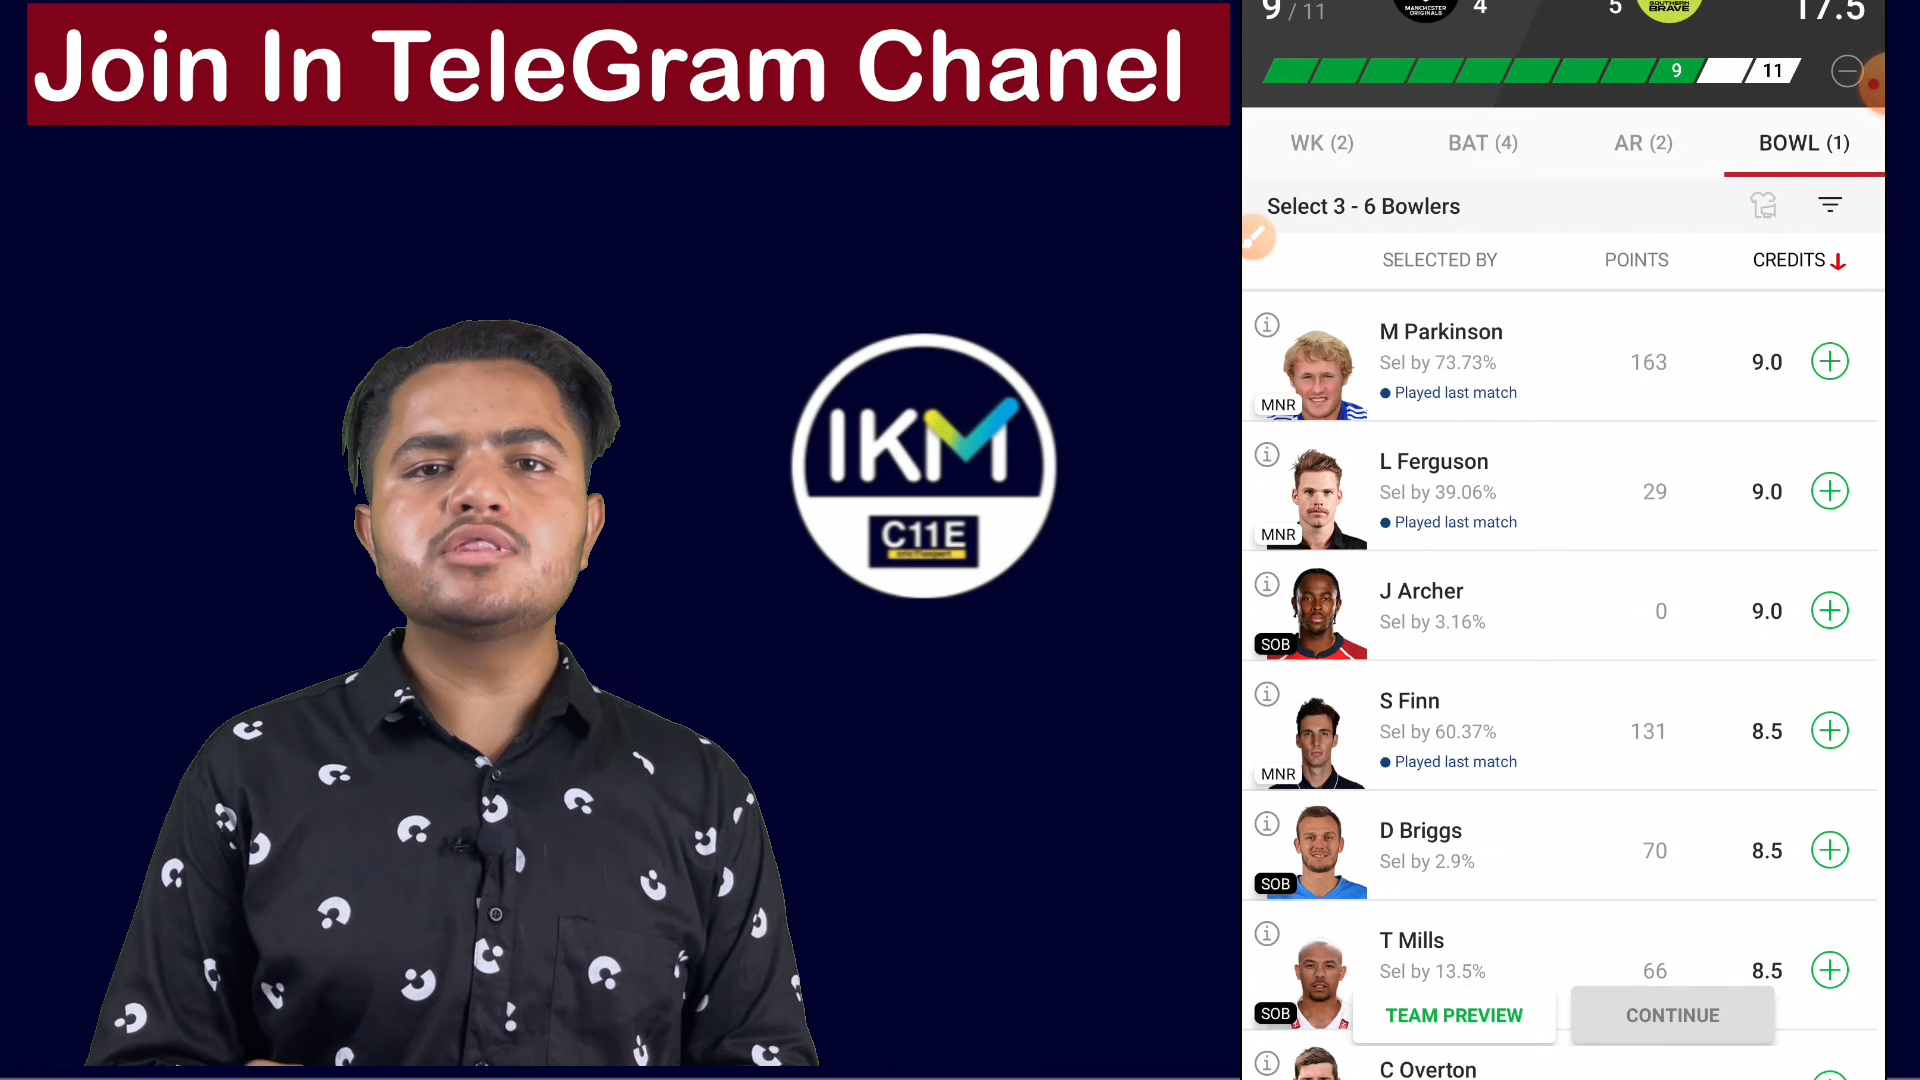 Join In TeleGram Chanel
IKM
C11E
9 / 11
MANCHESTER
ORIGINALS
4
5
SOUTHERN
BRAVE
17.5
9
11
WK (2)
BAT (4)
AR (2)
BOWL (1)
Select 3 - 6 Bowlers
SELECTED BY
POINTS
CREDITS
M Parkinson
Sel by 73.73%
163
9.0
Played last match
MNR
L Ferguson
Sel by 39.06%
29
9.0
Played last match
MNR
J Archer
Sel by 3.16%
0
9.0
SOB
S Finn
Sel by 60.37%
131
8.5
Played last match
MNR
D Briggs
Sel by 2.9%
70
8.5
SOB
T Mills
Sel by 13.5%
66
8.5
SOB
TEAM PREVIEW
CONTINUE
C Overton